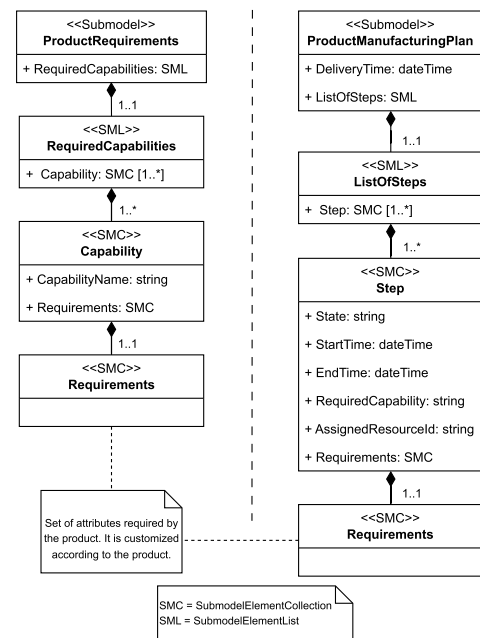 <<Submodel>>
ProductRequirements
+ RequiredCapabilities: SML
1..1
<<SML>>
RequiredCapabilities
+ Capability: SMC [1..*]
1..*
<<SMC>>
Capability
+ CapabilityName: string
+ Requirements: SMC
1..1
<<SMC>>
Requirements
<<Submodel>>
ProductManufacturingPlan
+ DeliveryTime: dateTime
+ ListOfSteps: SML
1..1
<<SML>>
ListOfSteps
+ Step: SMC [1..*]
1..*
<<SMC>>
Step
+ State: string
+ StartTime: dateTime
+ EndTime: dateTime
+ RequiredCapability: string
+ AssignedResourceId: string
+ Requirements: SMC
1..1
<<SMC>>
Requirements
Set of attributes required by
the product. It is customized
according to the product.
SMC = SubmodelElementCollection
SML = SubmodelElementList